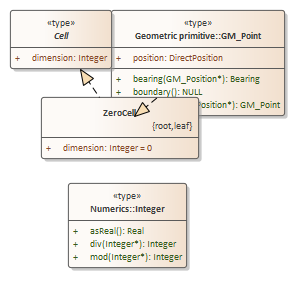 «type»
Cell
+ dimension: Integer
«type»
Geometric primitive::GM_Point
+ position: DirectPosition
+ bearing(GM_Position*): Bearing
+ boundary(): NULL
osition*): GM_Point
ZeroCell
{root,leaf}
+ dimension: Integer = 0
«type»
Numerics::Integer
+ asReal(): Real
+ div(Integer*): Integer
+ mod(Integer*): Integer